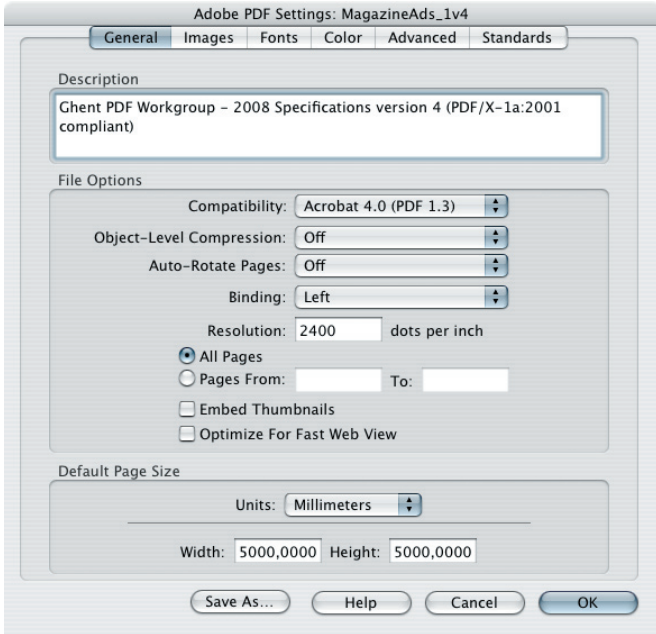 Adobe PDF Settings: MagazineAds_1v4
General Images Fonts Color Advanced Standards
Description
Ghent PDF Workgroup – 2008 Specifications version 4 (PDF/X-1a:2001
compliant)
File Options
Compatibility: Acrobat 4.0 (PDF 1.3)
Object-Level Compression: Off
Auto-Rotate Pages: Off
Binding: Left
Resolution: 2400 dots per inch
All Pages
Pages From: To:
Embed Thumbnails
Optimize For Fast Web View
Default Page Size
Units: Millimeters
Width: 5000,0000 Height: 5000,0000
Save As... Help Cancel OK